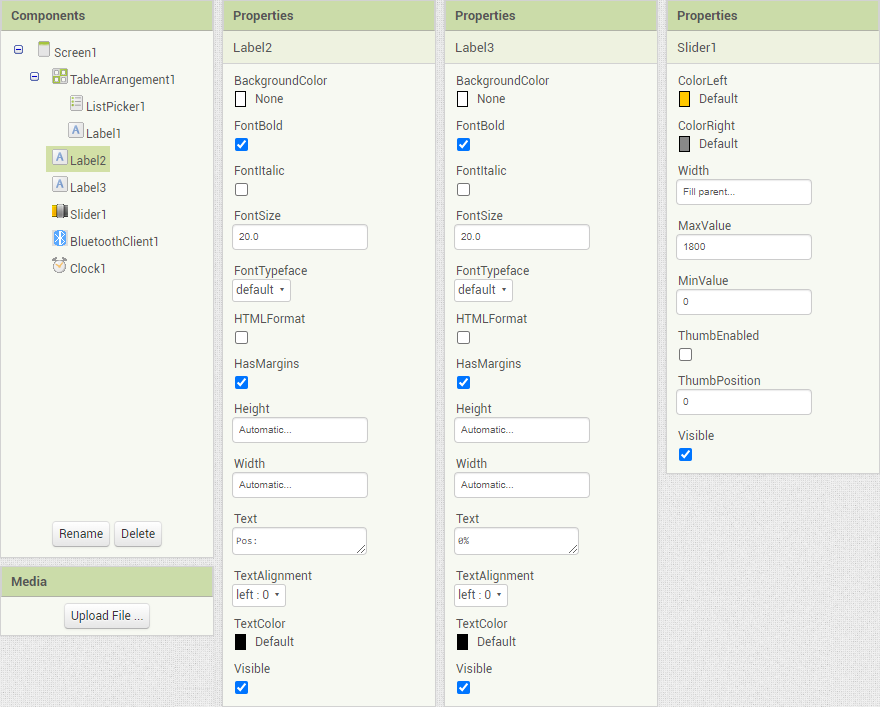 Components
Screen1
TableArrangement1
ListPicker1
A Label1
A Label2
A Label3
Slider1
BluetoothClient1
Clock1
Rename Delete
Media
Upload File ...
Properties
Label2
BackgroundColor
None
FontBold
FontItalic
FontSize
20.0
FontTypeface
default
HTMLFormat
HasMargins
Height
Automatic...
Width
Automatic...
Text
Pos:
TextAlignment
left : 0
TextColor
Default
Visible
Properties
Label3
BackgroundColor
None
FontBold
FontItalic
FontSize
20.0
FontTypeface
default
HTMLFormat
HasMargins
Height
Automatic...
Width
Automatic...
Text
0%
TextAlignment
left : 0
TextColor
Default
Visible
Properties
Slider1
ColorLeft
Default
ColorRight
Default
Width
Fill parent...
MaxValue
1800
MinValue
0
ThumbEnabled
ThumbPosition
0
Visible